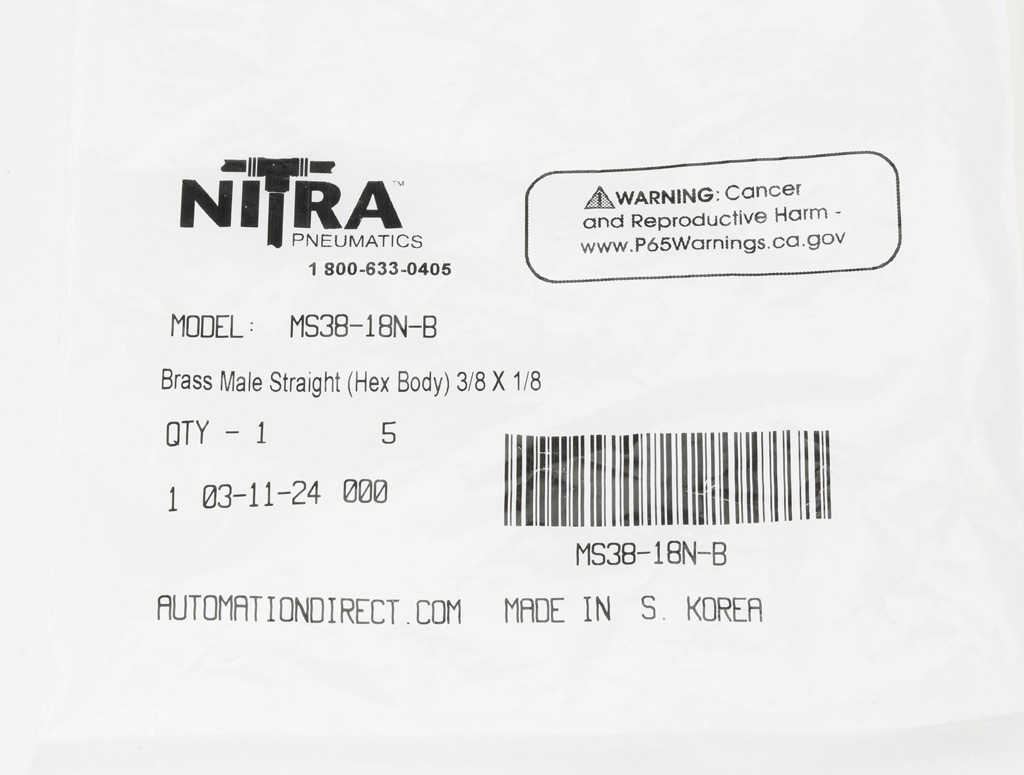 NITRA™
PNEUMATICS
1 800-633-0405
⚠WARNING: Cancer
and Reproductive Harm -
www.P65Warnings.ca.gov
MODEL: MS38-18N-B
Brass Male Straight (Hex Body) 3/8 X 1/8
QTY - 1 5
1 03-11-24 000
MS38-18N-B
AUTOMATIONDIRECT.COM MADE IN S. KOREA